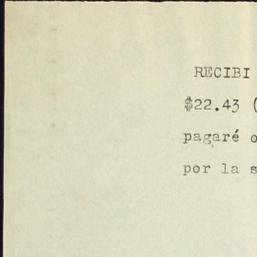 RECIBI
$22.43 (
pagaré
por la